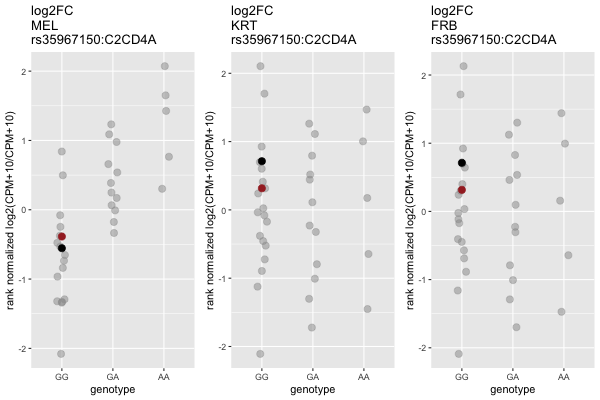 log2FC
MEL
rs35967150:C2CD4A
rank normalized log2(CPM+10/CPM+10)
2
1
0
-1
-2
GG GA AA
genotype
log2FC
KRT
rs35967150:C2CD4A
rank normalized log2(CPM+10/CPM+10)
2
1
0
-1
-2
GG GA AA
genotype
log2FC
FRB
rs35967150:C2CD4A
rank normalized log2(CPM+10/CPM+10)
2
1
0
-1
-2
GG GA AA
genotype